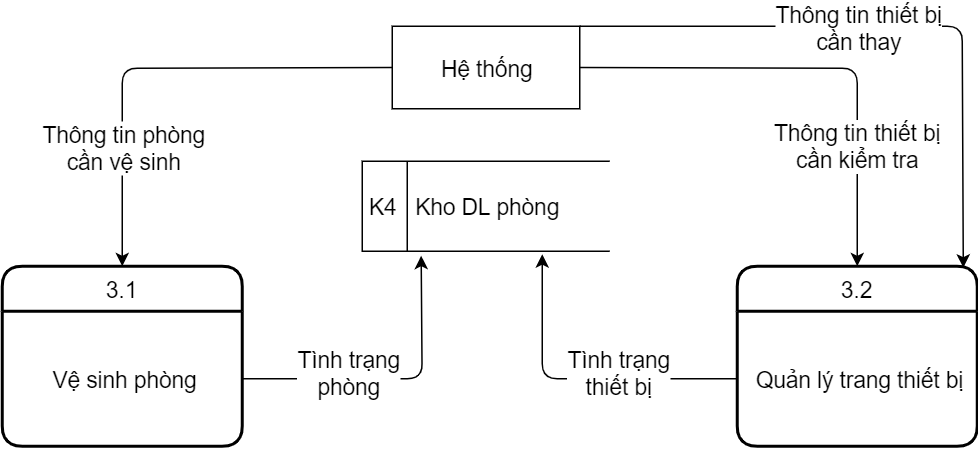 Thông tin thiết bị
cần thay
Hệ thống
Thông tin phòng
cần vệ sinh
Thông tin thiết bị
cần kiểm tra
K4
Kho DL phòng
3.1
Vệ sinh phòng
Tình trạng
phòng
Tình trạng
thiết bị
3.2
Quản lý trang thiết bị